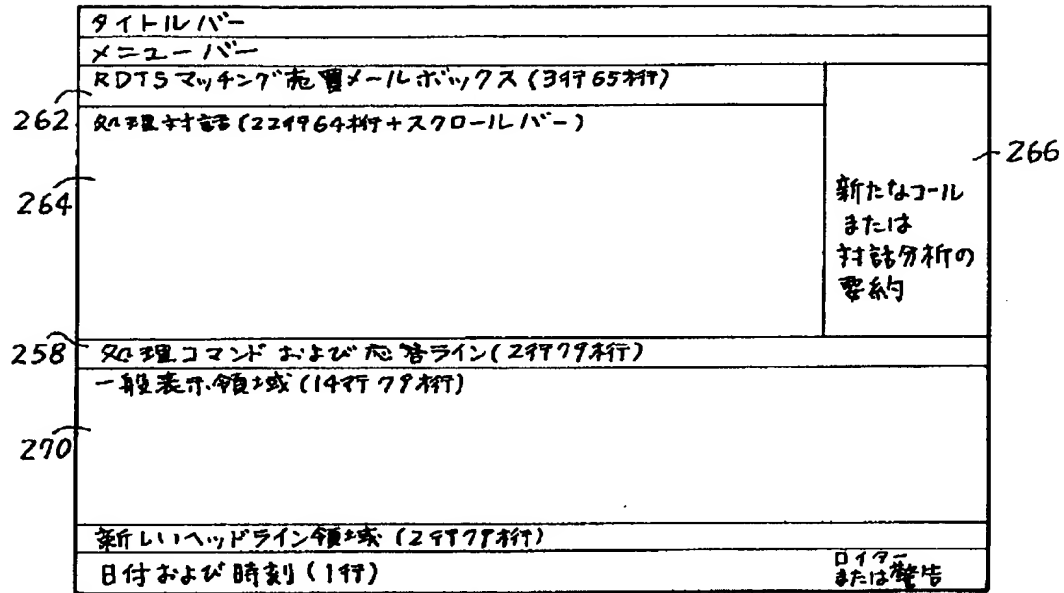 タイトルバー
メニューバー
RDTSマッチング売買メールボックス(3行65桁)
262
処理対話(22行64桁+スクロールバー)
266
264
新たなコール
または
対話分析の
要約
258
処理コマンドおよび応答ライン(2行79桁)
一般表示領域(14行79桁)
270
新しいヘッドライン領域(2行79桁)
日付および時刻(1行)
ロイター
または警告